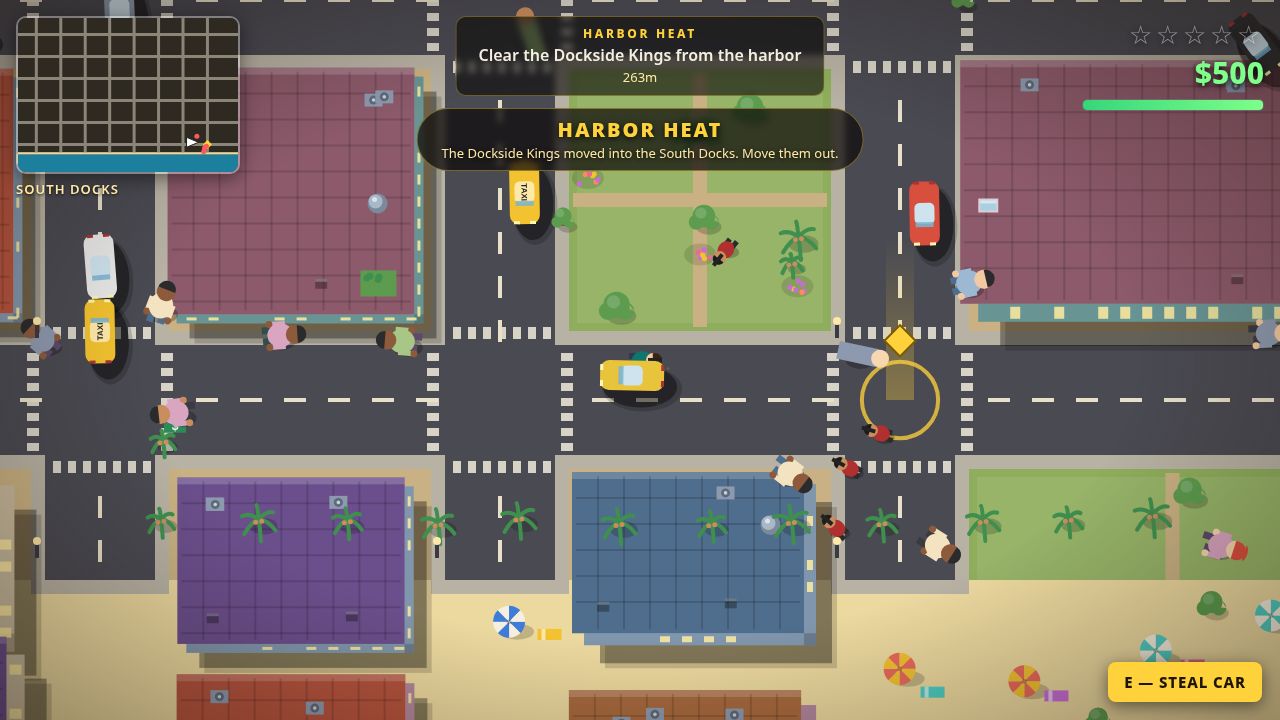 HARBOR HEAT
Clear the Dockside Kings from the harbor
263m
☆☆☆☆☆
$500
HARBOR HEAT
The Dockside Kings moved into the South Docks. Move them out.
SOUTH DOCKS
TAXI
TAXI
E — STEAL CAR